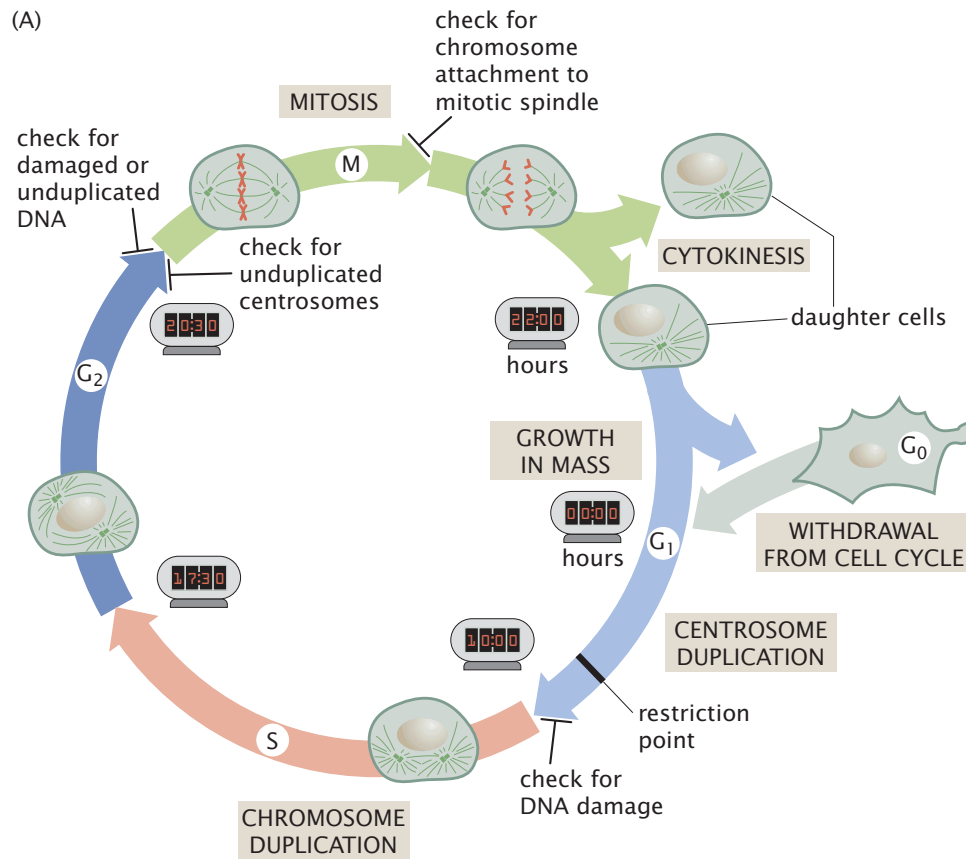 (A)
check for
chromosome
attachment to
mitotic spindle
MITOSIS
check for
damaged or
unduplicated
DNA
M
check for
unduplicated
centrosomes
CYTOKINESIS
20:30
22:00
hours
daughter cells
G2
GROWTH
IN MASS
G0
00:00
hours
G1
WITHDRAWAL
FROM CELL CYCLE
17:30
10:00
CENTROSOME
DUPLICATION
restriction
point
S
check for
DNA damage
CHROMOSOME
DUPLICATION